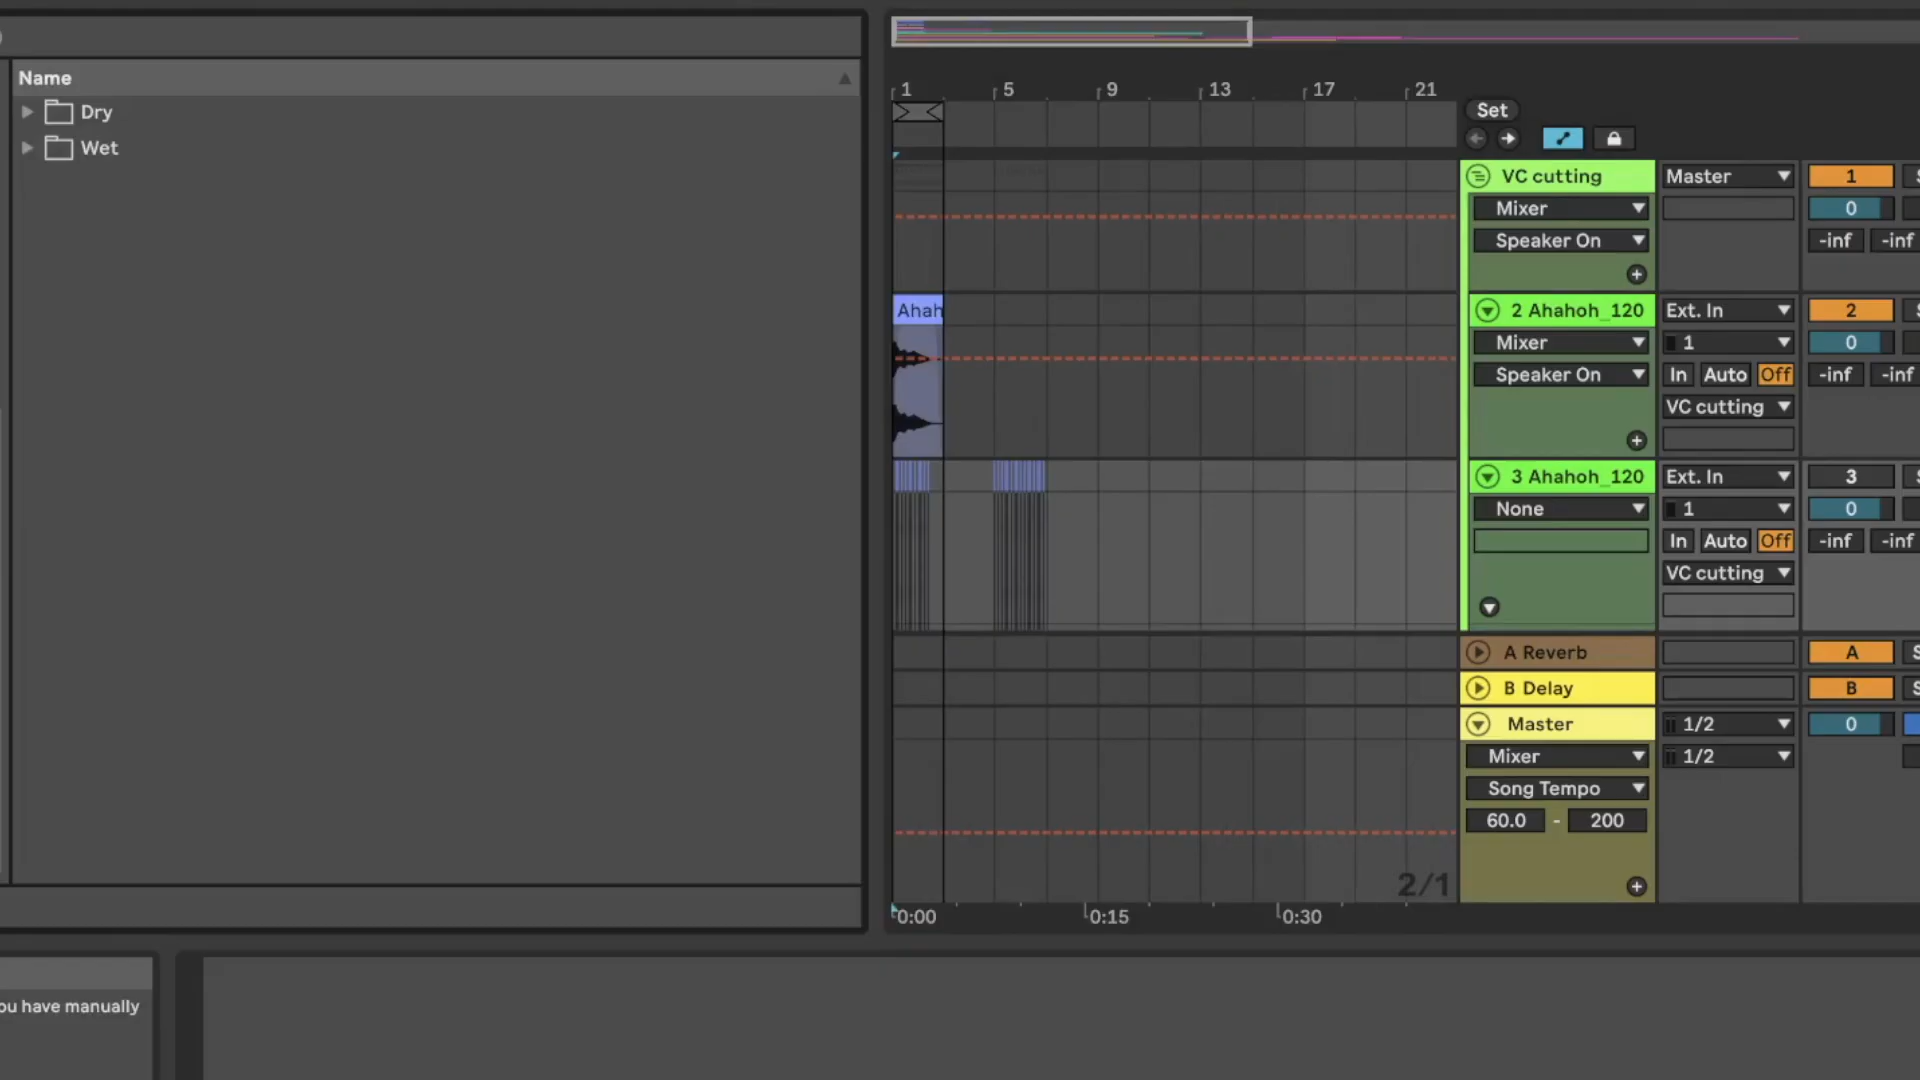 Name
Dry
Wet
ou have manually
1 5 9 13 17 21
Set
VC cutting Master 1
Mixer 0
Speaker On -inf -inf
Ahah
2 Ahahoh_120 Ext. In 2
Mixer 1 0
Speaker On In Auto Off -inf -inf
VC cutting
3 Ahahoh_120 Ext. In 3
None 1 0
In Auto Off -inf -inf
VC cutting
A Reverb A
B Delay B
Master 1/2 0
Mixer 1/2
Song Tempo
60.0 - 200
2/1
0:00 0:15 0:30